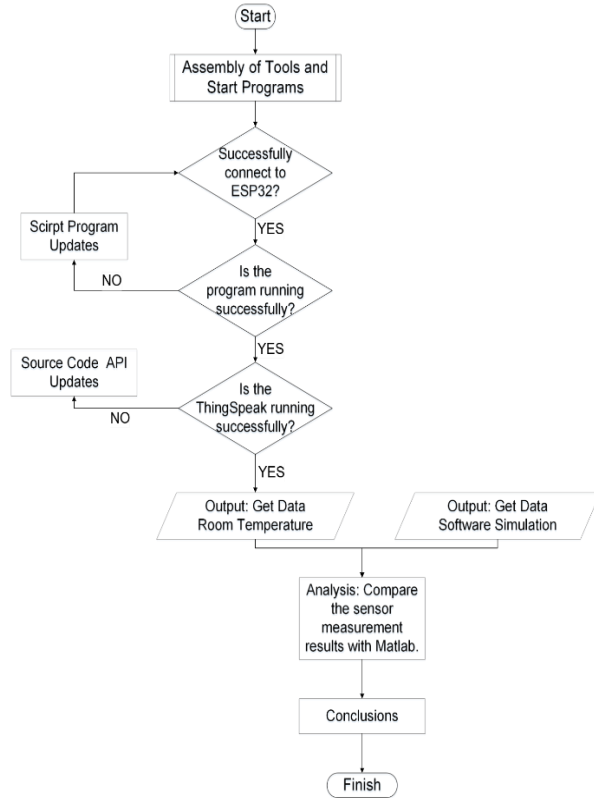 Start
Assembly of Tools and
Start Programs
Successfully
connect to
ESP32?
YES
Scirpt Program
Updates
NO
Is the
program running
successfully?
YES
Source Code API
Updates
NO
Is the
ThingSpeak running
successfully?
YES
Output: Get Data
Room Temperature
Output: Get Data
Software Simulation
Analysis: Compare
the sensor
measurement
results with Matlab.
Conclusions
Finish